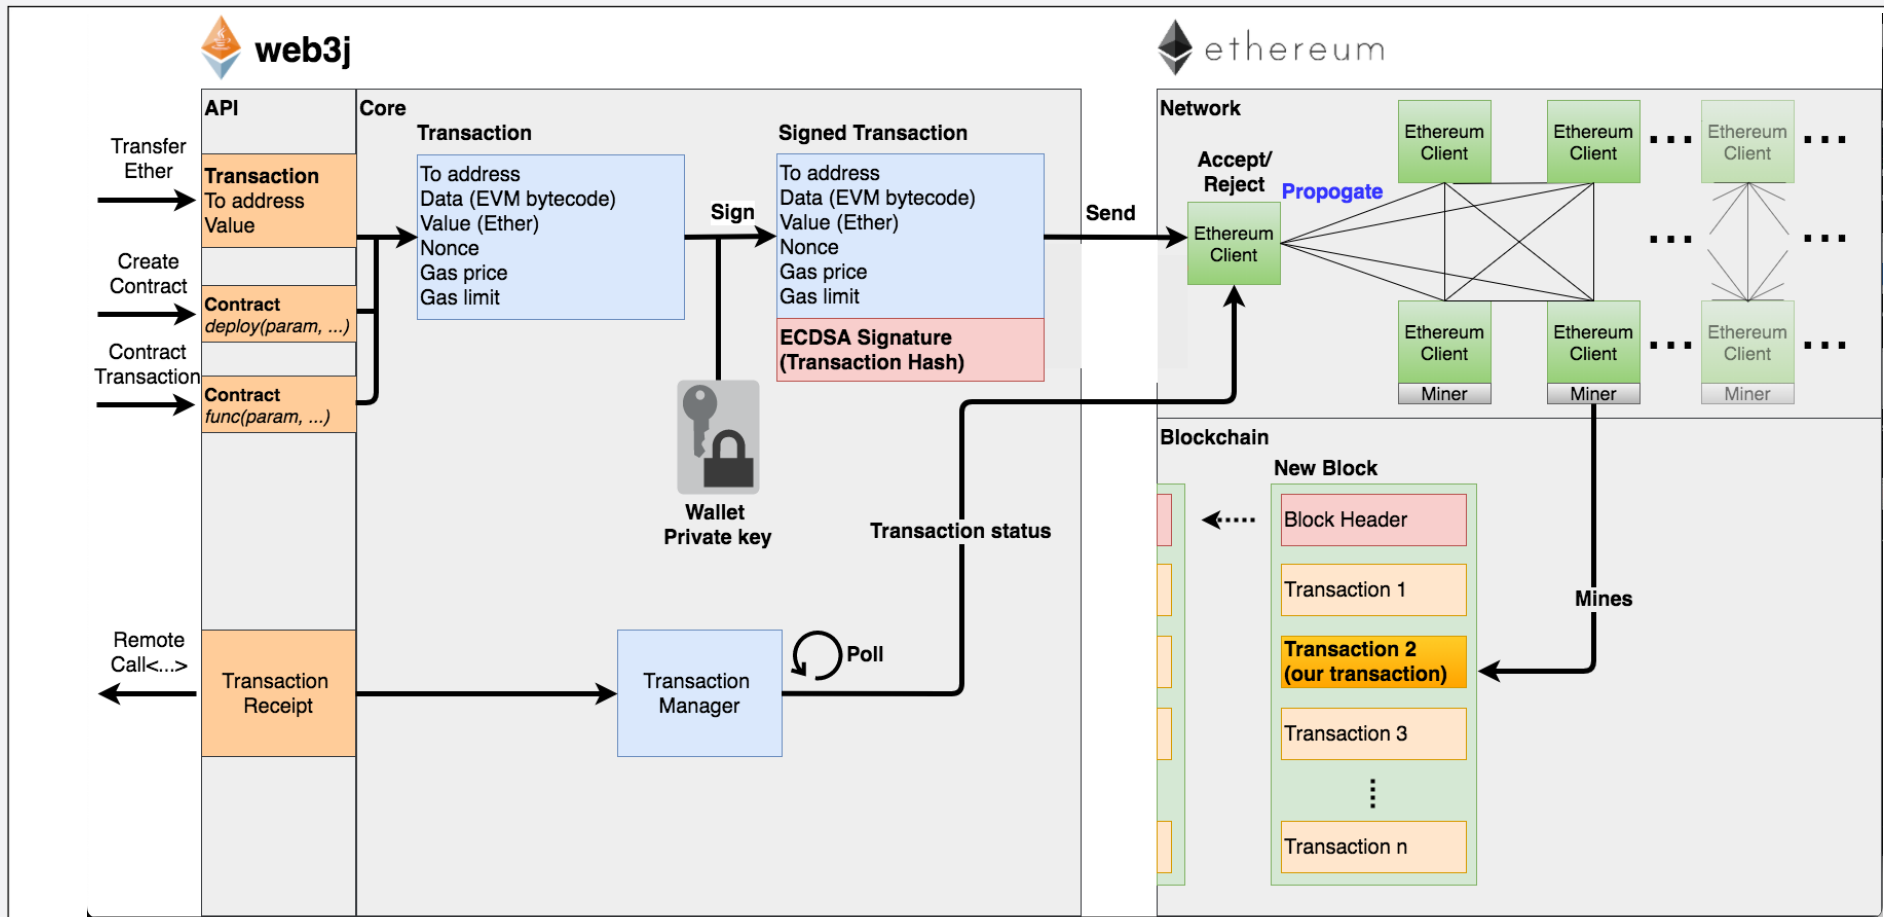 web3j
ethereum
API
Core
Network
Transfer
Ether
Transaction
To address
Value
Create
Contract
Contract
deploy(param, ...)
Contract
Transaction
Contract
func(param, ...)
Transaction
To address
Data (EVM bytecode)
Value (Ether)
Nonce
Gas price
Gas limit
Sign
Wallet
Private key
Signed Transaction
To address
Data (EVM bytecode)
Value (Ether)
Nonce
Gas price
Gas limit
ECDSA Signature
(Transaction Hash)
Send
Accept/
Reject
Ethereum
Client
Propogate
Ethereum
Client
Ethereum
Client
...
Ethereum
Client
...
...
...
Ethereum
Client
Miner
Ethereum
Client
Miner
...
Ethereum
Client
Miner
...
Blockchain
New Block
Block Header
Transaction 1
Transaction 2
(our transaction)
Transaction 3
Transaction n
Mines
Transaction status
Remote
Call<...>
Transaction
Receipt
Transaction
Manager
Poll